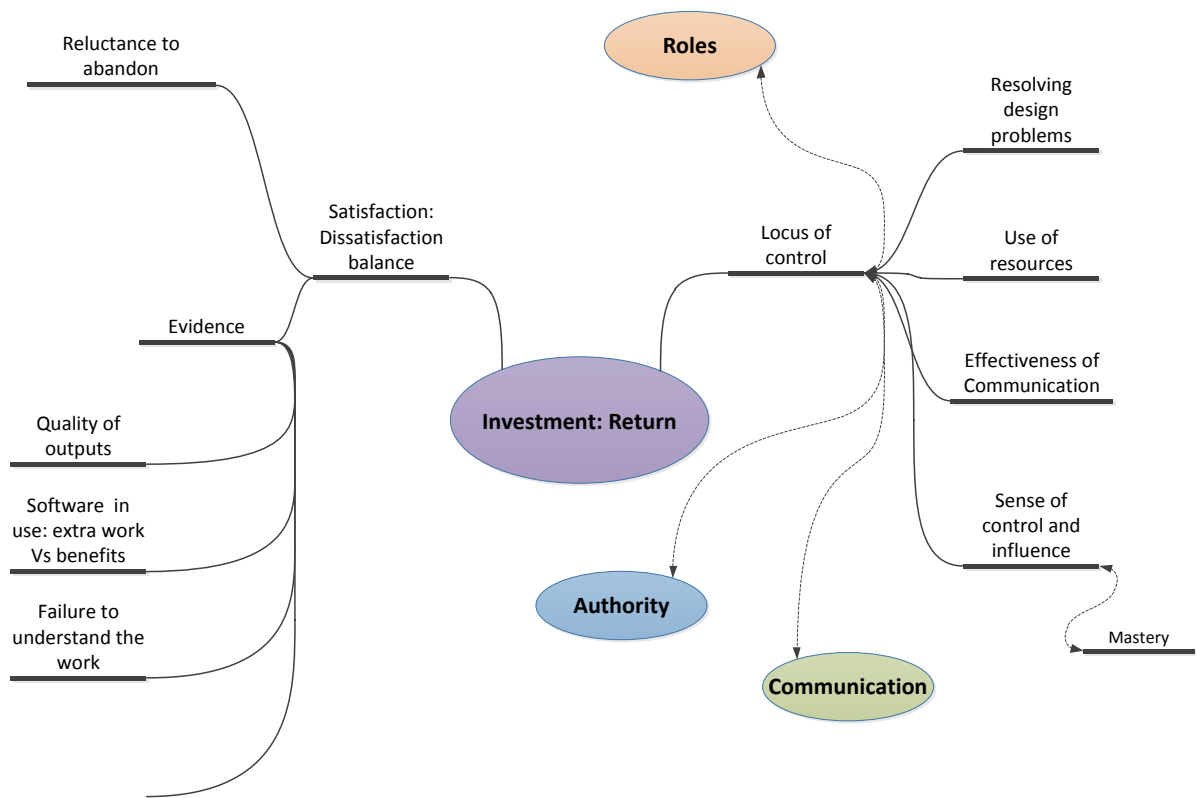 Reluctance to
abandon
Satisfaction:
Dissatisfaction
balance
Evidence
Quality of
outputs
Software in
use: extra work
Vs benefits
Failure to
understand the
work
Investment: Return
Roles
Locus of
control
Resolving
design
problems
Use of
resources
Effectiveness of
Communication
Sense of
control and
influence
Mastery
Authority
Communication